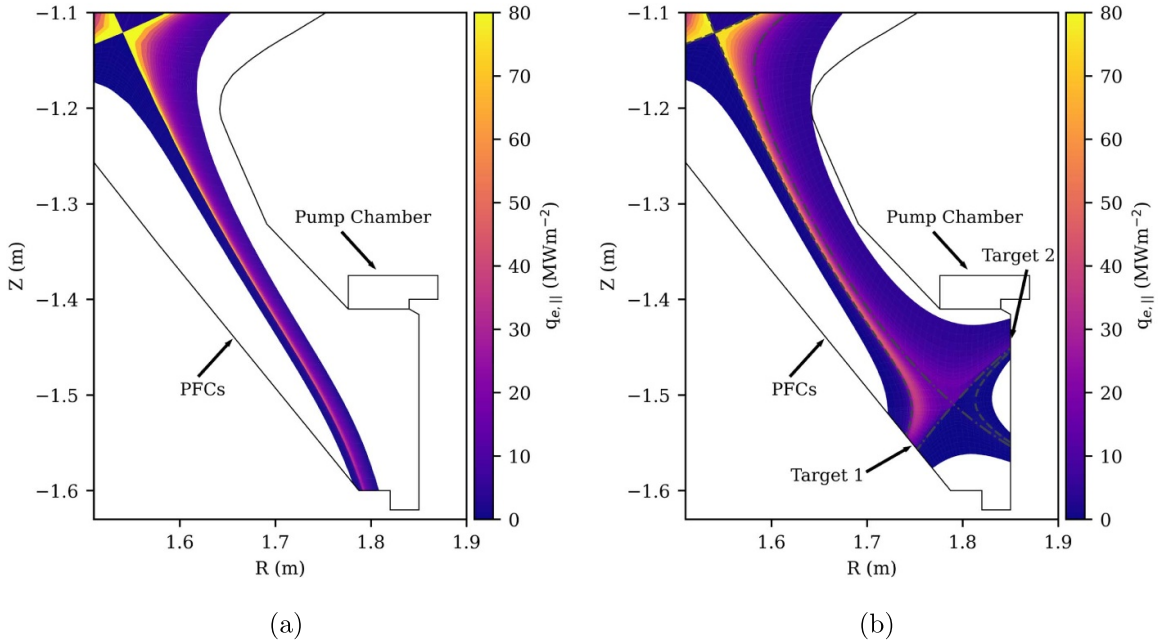 −1.1
−1.2
−1.3
−1.4
−1.5
−1.6
Z (m)
1.6
1.7
1.8
1.9
R (m)
Pump Chamber
PFCs
80
70
60
50
40
30
20
10
0
qe,|| (MWm−2)
(a)
−1.1
−1.2
−1.3
−1.4
−1.5
−1.6
Z (m)
1.6
1.7
1.8
1.9
R (m)
Pump Chamber
Target 2
PFCs
Target 1
80
70
60
50
40
30
20
10
0
qe,|| (MWm−2)
(b)